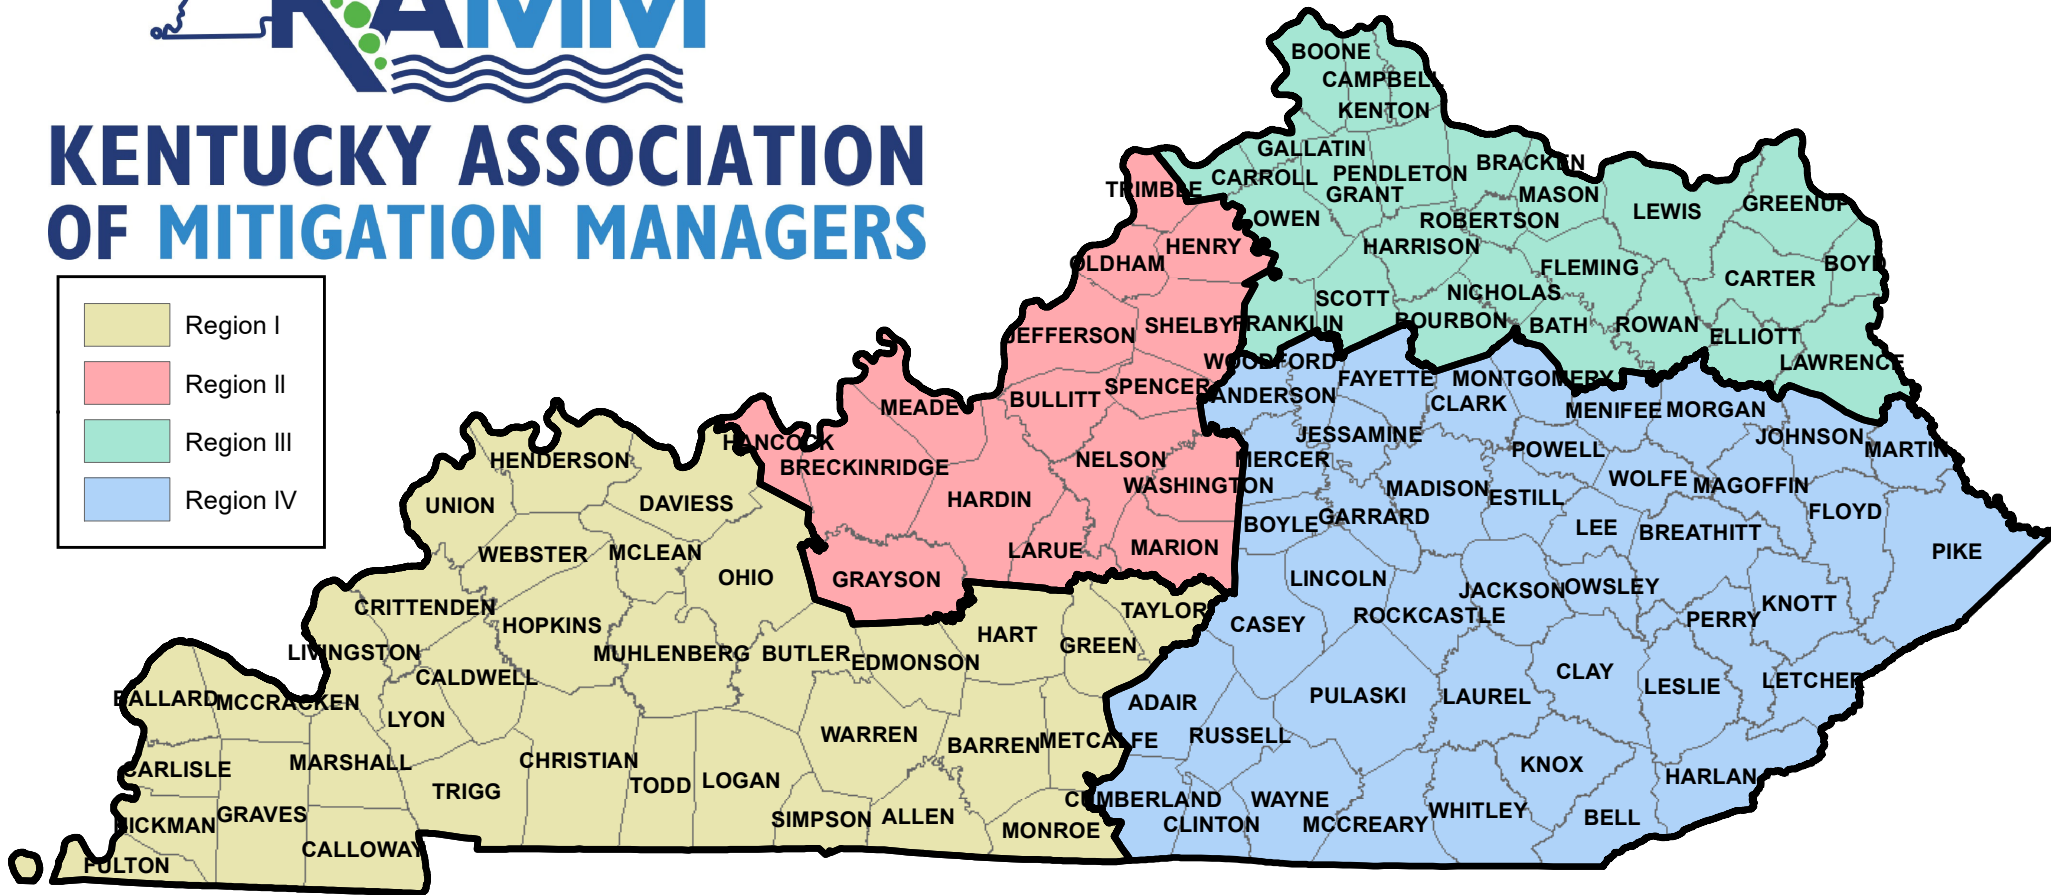 KAMM
KENTUCKY ASSOCIATION
OF MITIGATION MANAGERS
Region I
Region II
Region III
Region IV
BOONE
CAMPBELL
KENTON
GALLATIN
CARROLL
PENDLETON
GRANT
BRACKEN
MASON
ROBERTSON
OWEN
HARRISON
LEWIS
GREENUP
FLEMING
CARTER
BOYD
NICHOLAS
SCOTT
FRANKLIN
BOURBON
BATH
ROWAN
ELLIOTT
LAWRENCE
TRIMBLE
HENRY
OLDHAM
JEFFERSON
SHELBY
BULLITT
SPENCER
MEADE
HANCOCK
BRECKINRIDGE
HARDIN
NELSON
WASHINGTON
LARUE
MARION
GRAYSON
WOODFORD
ANDERSON
FAYETTE
MONTGOMERY
CLARK
MENIFEE
MORGAN
JESSAMINE
JOHNSON
MARTIN
MERCER
POWELL
WOLFE
MAGOFFIN
MADISON
ESTILL
BOYLE
GARRARD
LEE
BREATHITT
FLOYD
PIKE
LINCOLN
JACKSON
OWSLEY
ROCKCASTLE
PERRY
KNOTT
CASEY
CLAY
LESLIE
LETCHER
ADAIR
PULASKI
LAUREL
RUSSELL
KNOX
HARLAN
CUMBERLAND
CLINTON
WAYNE
MCCREARY
WHITLEY
BELL
HENDERSON
UNION
DAVIESS
WEBSTER
MCLEAN
OHIO
CRITTENDEN
HOPKINS
LIVINGSTON
MUHLENBERG
BUTLER
EDMONSON
HART
GREEN
TAYLOR
CALDWELL
BALLARD
MCCRACKEN
LYON
WARREN
BARREN
METCALFE
CARLISLE
MARSHALL
CHRISTIAN
TRIGG
TODD
LOGAN
HICKMAN
GRAVES
SIMPSON
ALLEN
MONROE
CALLOWAY
FULTON